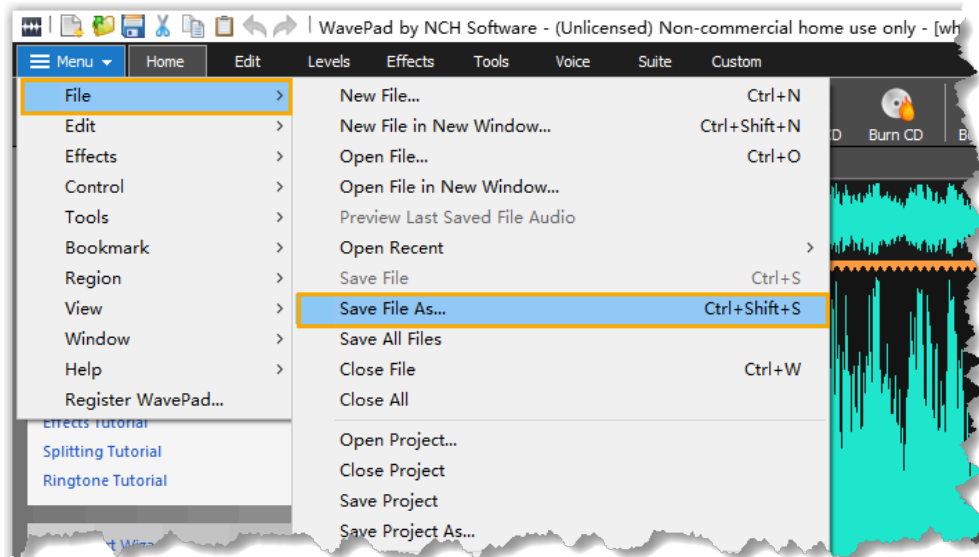 WavePad by NCH Software - (Unlicensed) Non-commercial home use only - [wh
Menu Home Edit Levels Effects Tools Voice Suite Custom
File
Edit
Effects
Control
Tools
Bookmark
Region
View
Window
Help
Register WavePad...
New File... Ctrl+N
New File in New Window... Ctrl+Shift+N
Open File... Ctrl+O
Open File in New Window...
Preview Last Saved File Audio
Open Recent
Save File Ctrl+S
Save File As... Ctrl+Shift+S
Save All Files
Close File Ctrl+W
Close All
Open Project...
Close Project
Save Project
Save Project As...
Burn CD
Effects Tutorial
Splitting Tutorial
Ringtone Tutorial